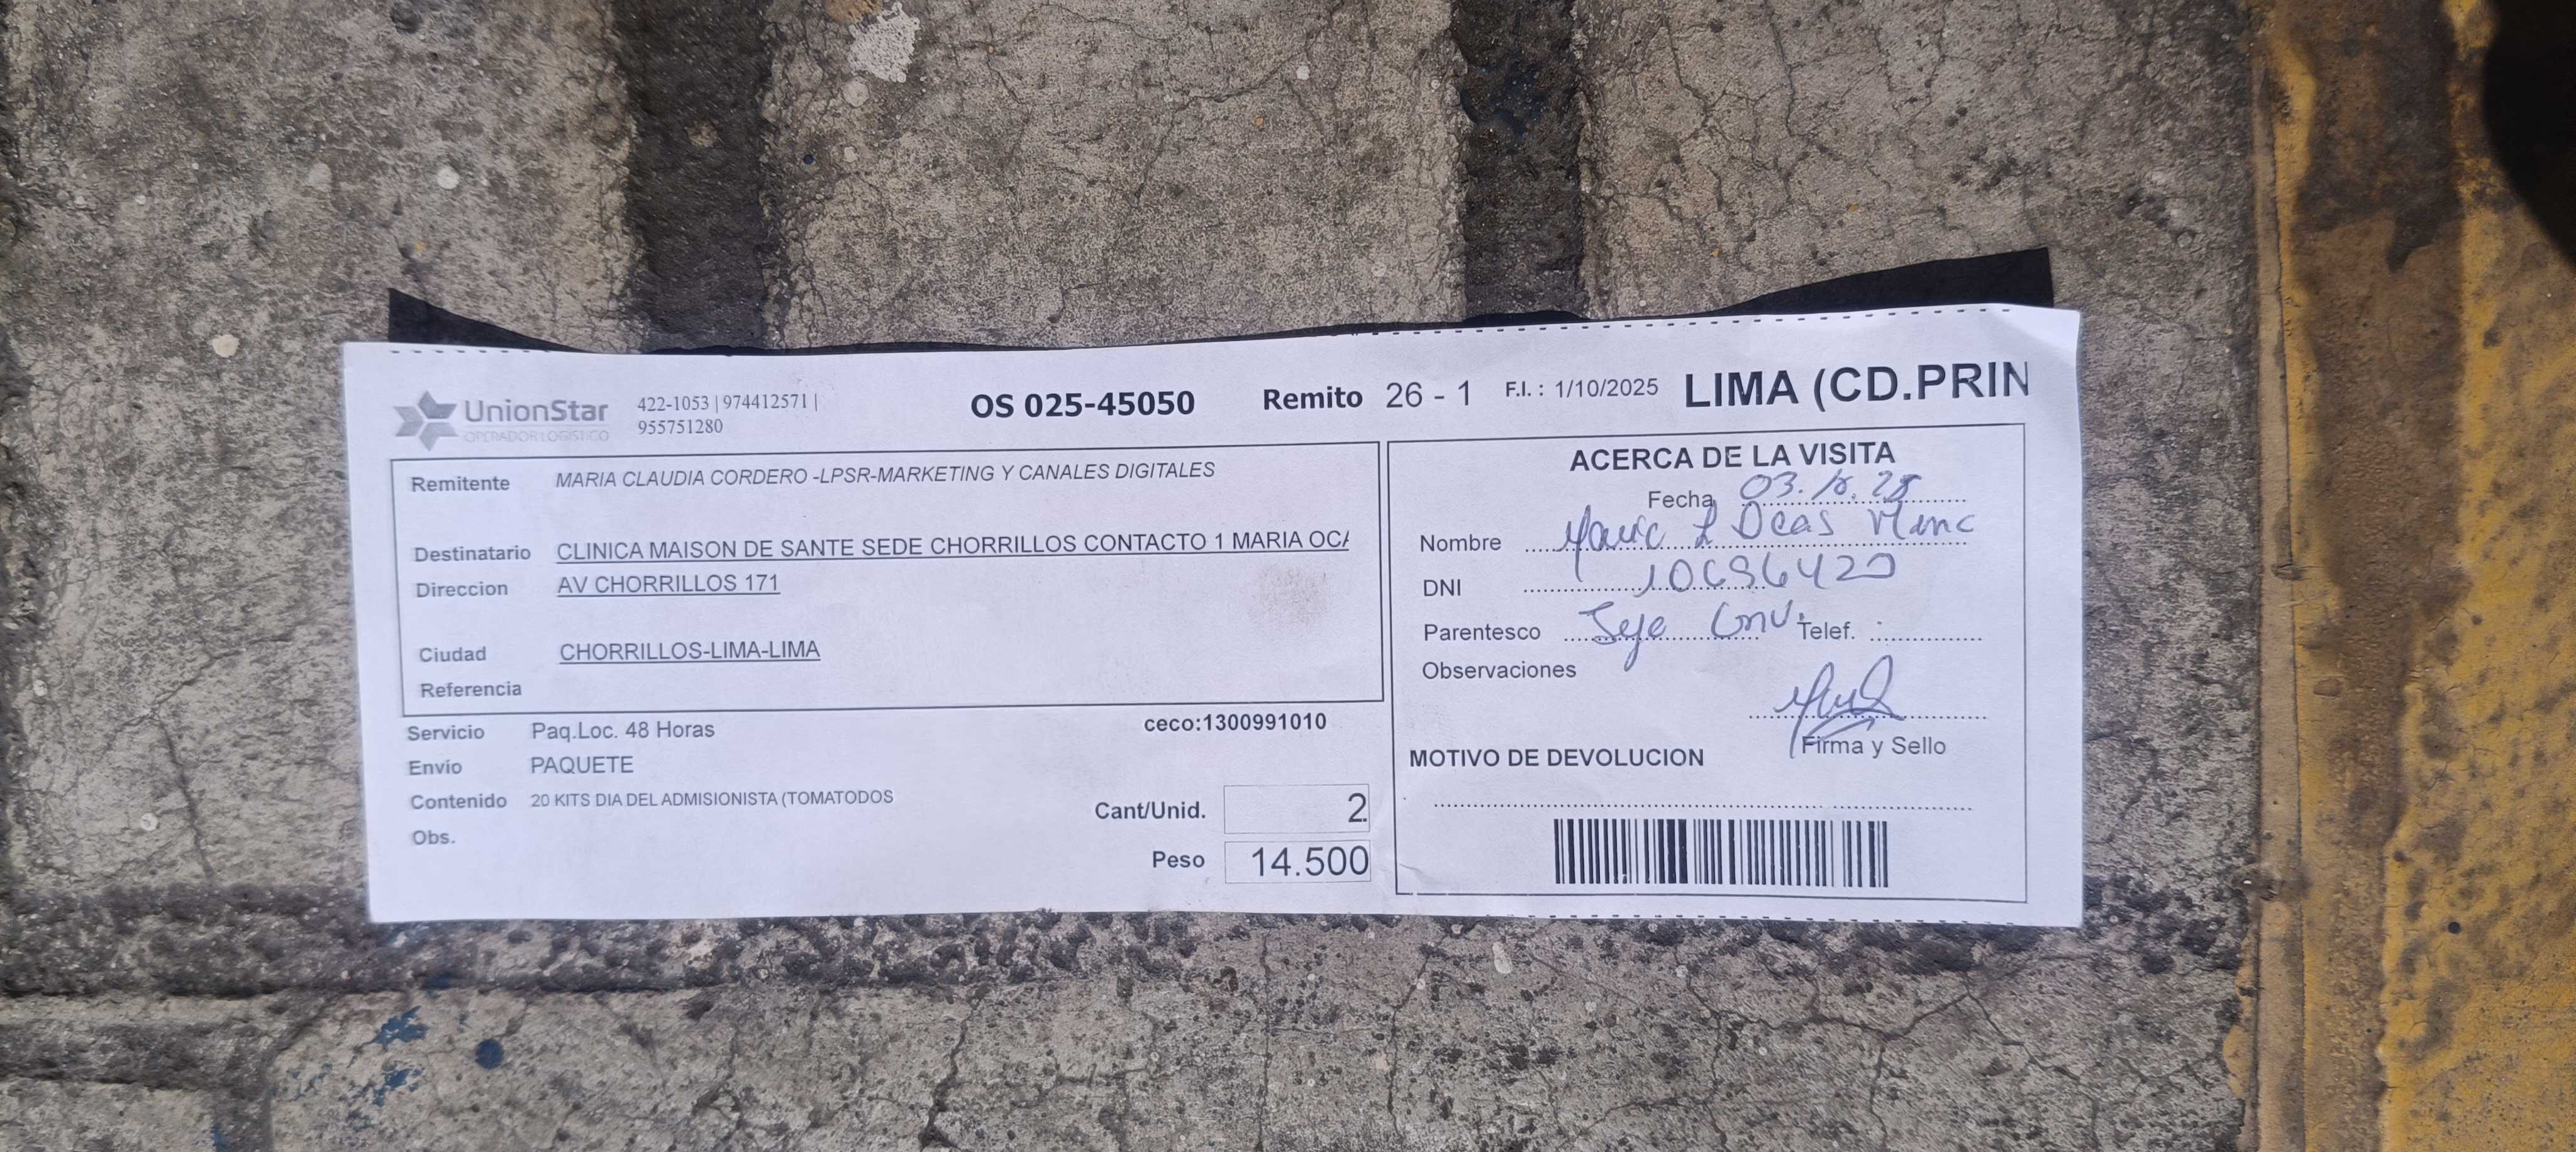 UnionStar
OPERADOR LOGISTICO
422-1053 | 974412571 |
955751280
OS 025-45050
Remito 26 - 1
F.I. : 1/10/2025
LIMA (CD.PRIN
Remitente MARIA CLAUDIA CORDERO -LPSR-MARKETING Y CANALES DIGITALES
Destinatario CLINICA MAISON DE SANTE SEDE CHORRILLOS CONTACTO 1 MARIA OCA
Direccion AV CHORRILLOS 171
Ciudad CHORRILLOS-LIMA-LIMA
Referencia
Servicio Paq.Loc. 48 Horas
ceco:1300991010
Envio PAQUETE
Contenido 20 KITS DIA DEL ADMISIONISTA (TOMATODOS
Obs.
Cant/Unid. 2
Peso 14.500
ACERCA DE LA VISITA
Fecha
Nombre
DNI
Parentesco Telef.
Observaciones
Firma y Sello
MOTIVO DE DEVOLUCION